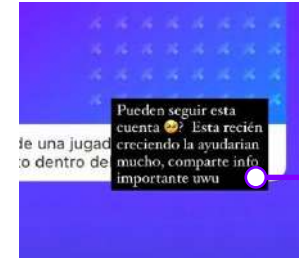 Pueden seguir esta
cuenta 🥺? Esta recién
de una jugad creciendo la ayudarian
to dentro de mucho, comparte info
importante uwu